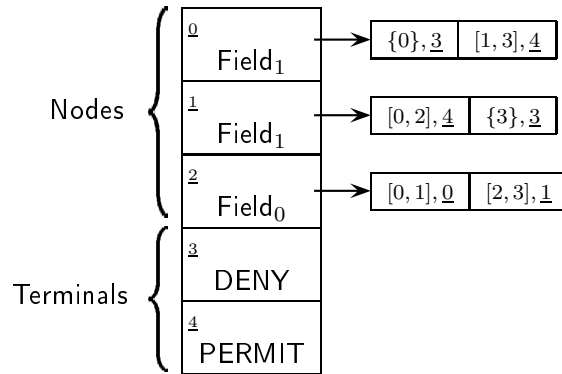 0
Field1
{0}, 3
[1, 3], 4
Nodes
1
Field1
[0, 2], 4
{3}, 3
2
Field0
[0, 1], 0
[2, 3], 1
Terminals
3
DENY
4
PERMIT